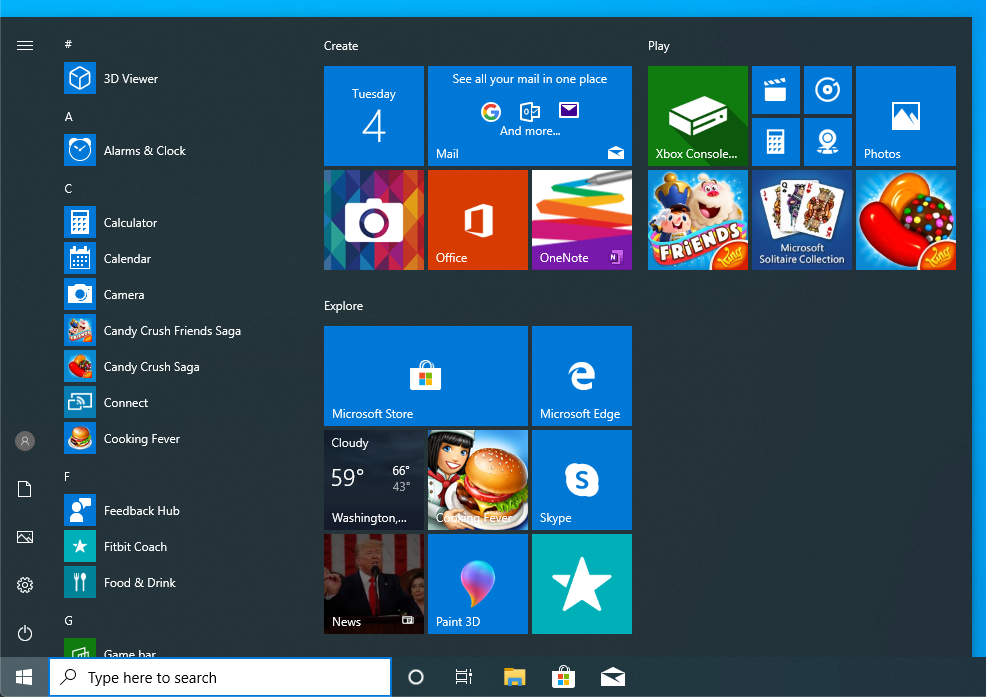 #
3D Viewer
A
Alarms & Clock
C
Calculator
Calendar
Camera
Candy Crush Friends Saga
Candy Crush Saga
Connect
Cooking Fever
F
Feedback Hub
Fitbit Coach
Food & Drink
G
Game bar
Create
Tuesday
4
See all your mail in one place
And more...
Mail
Office
OneNote
Explore
Microsoft Store
Microsoft Edge
Cloudy
59° 66°
43°
Washington,...
Cooking Fever
Skype
News
Paint 3D
Play
Xbox Console...
Photos
FRiENDS
King
Microsoft
Solitaire Collection
King
Type here to search